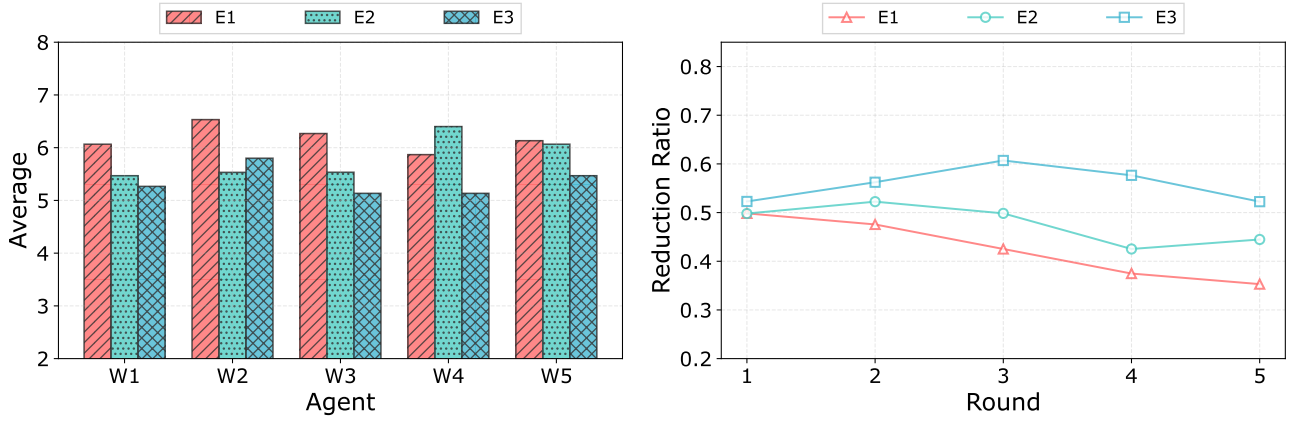 E1 E2 E3
8
7
6
5
4
3
2
Average
W1 W2 W3 W4 W5
Agent
E1 E2 E3
0.8
0.7
0.6
0.5
0.4
0.3
0.2
Reduction Ratio
1 2 3 4 5
Round